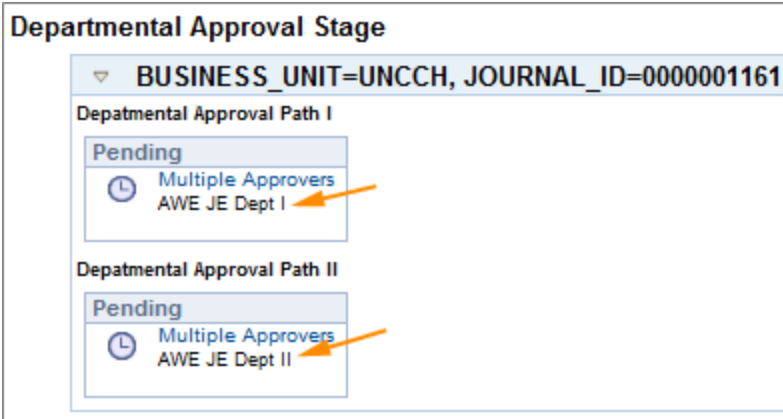 Departmental Approval Stage
BUSINESS_UNIT=UNCCH, JOURNAL_ID=0000001161
Depatmental Approval Path I
Pending
Multiple Approvers
AWE JE Dept I
Depatmental Approval Path II
Pending
Multiple Approvers
AWE JE Dept II